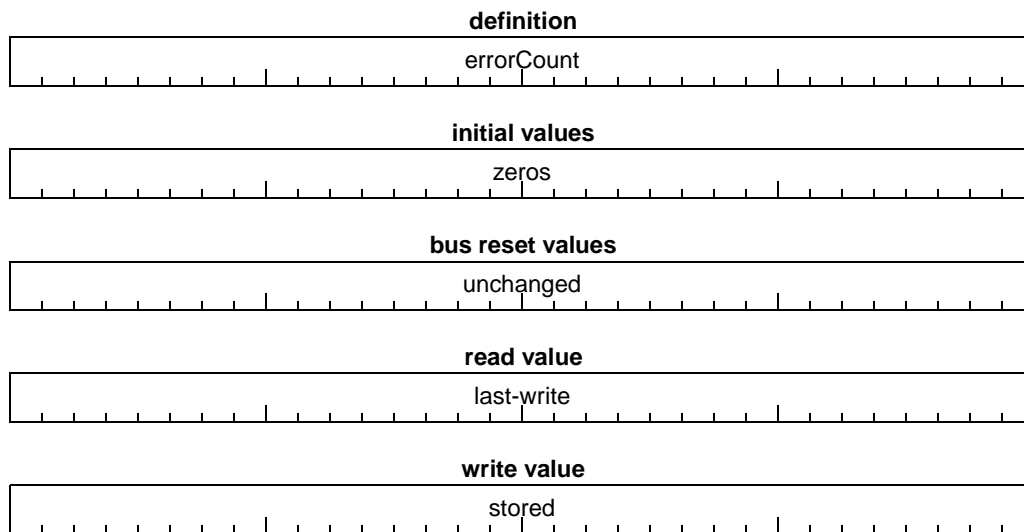 definition
errorCount
initial values
zeros
bus reset values
unchanged
read value
last-write
write value
stored